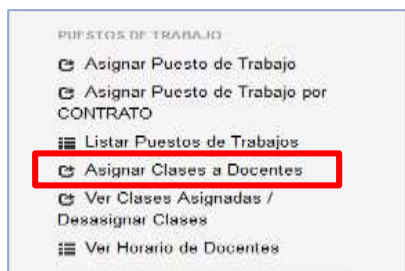 PUESTOS DE TRABAJO
Asignar Puesto de Trabajo
Asignar Puesto de Trabajo por
CONTRATO
Listar Puestos de Trabajos
Asignar Clases a Docentes
Ver Clases Asignadas /
Desasignar Clases
Ver Horario de Docentes